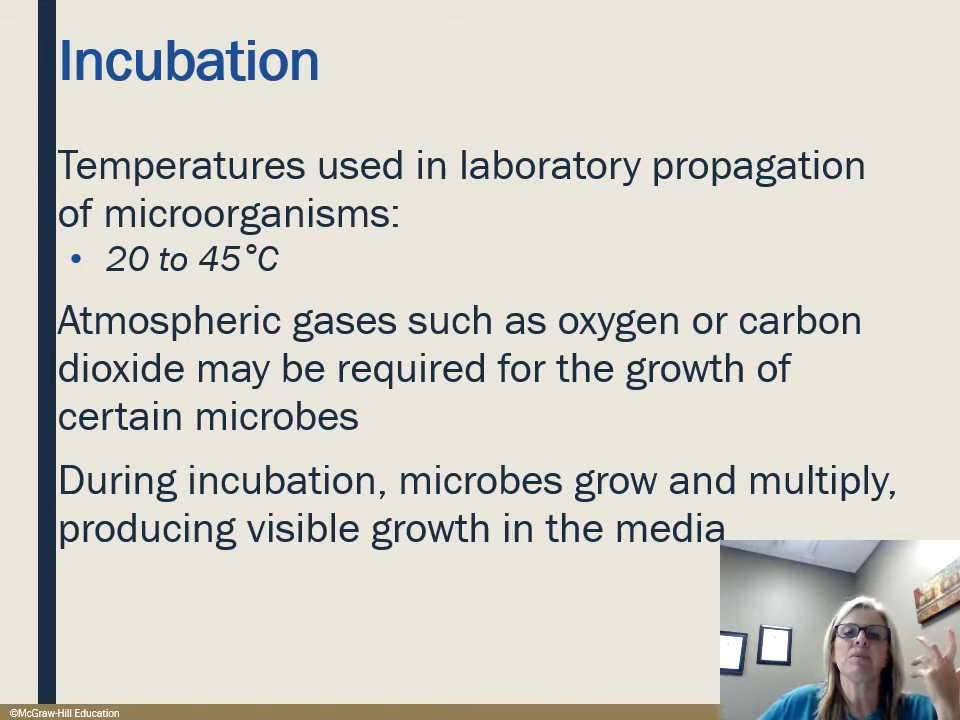 Incubation
Temperatures used in laboratory propagation
of microorganisms:
• 20 to 45°C
Atmospheric gases such as oxygen or carbon
dioxide may be required for the growth of
certain microbes
During incubation, microbes grow and multiply,
producing visible growth in the media
©McGraw-Hill Education